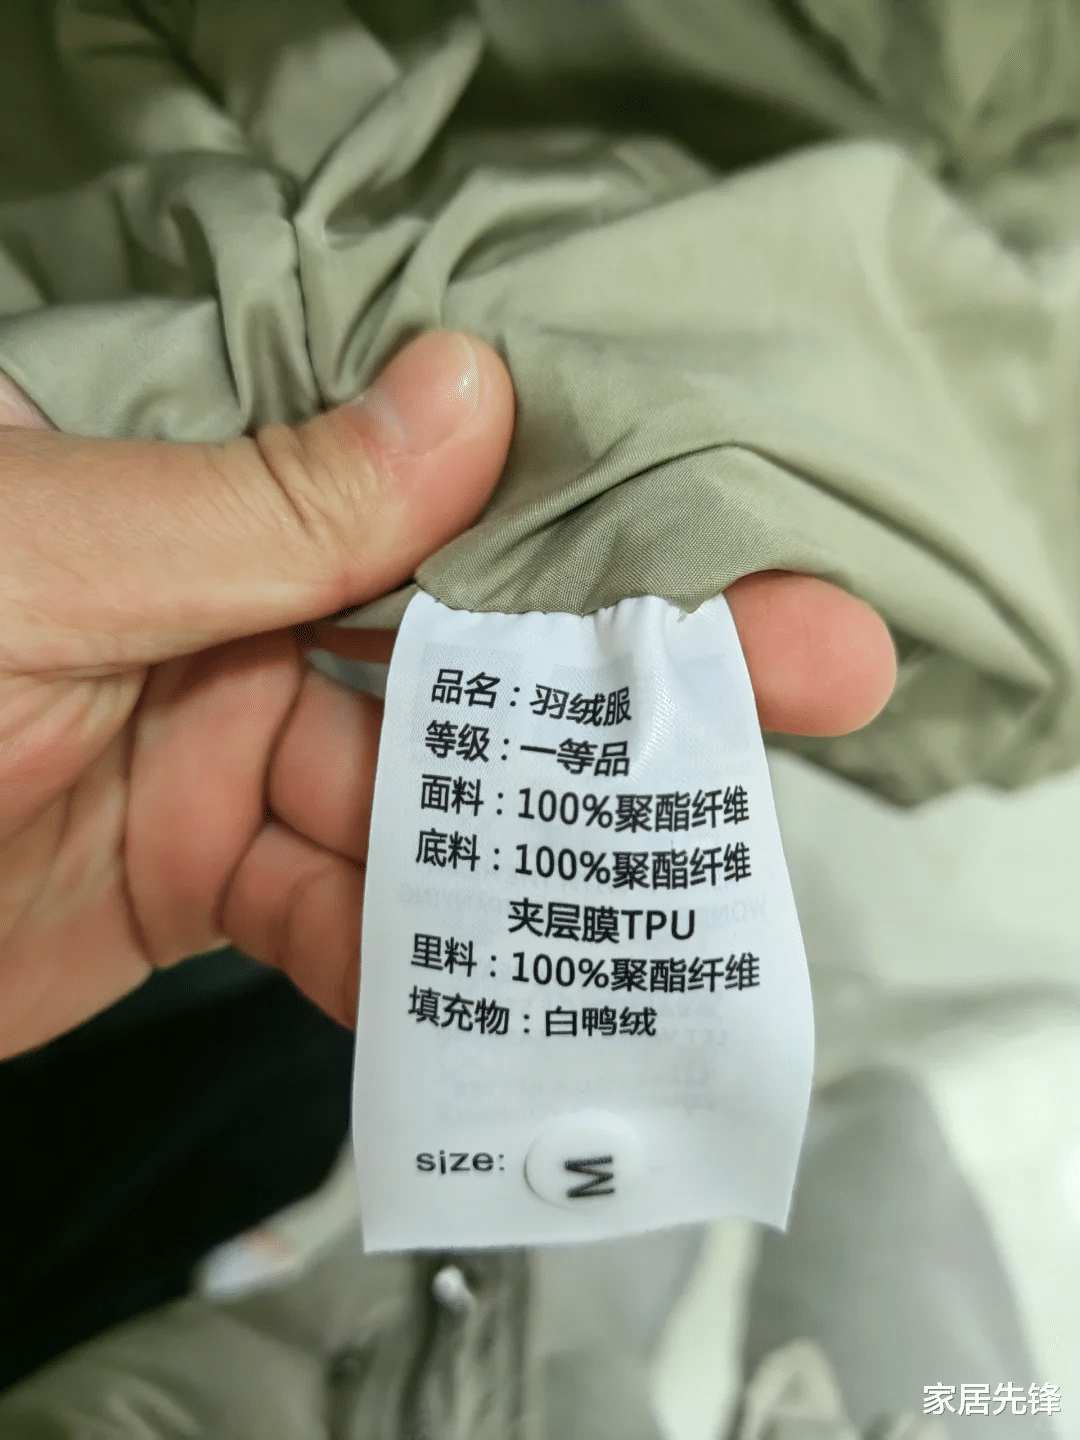 品名：羽绒服
等级：一等品
面料：100%聚酯纤维
底料：100%聚酯纤维
夹层膜TPU
里料：100%聚酯纤维
填充物：白鸭绒
size: M
家居先锋